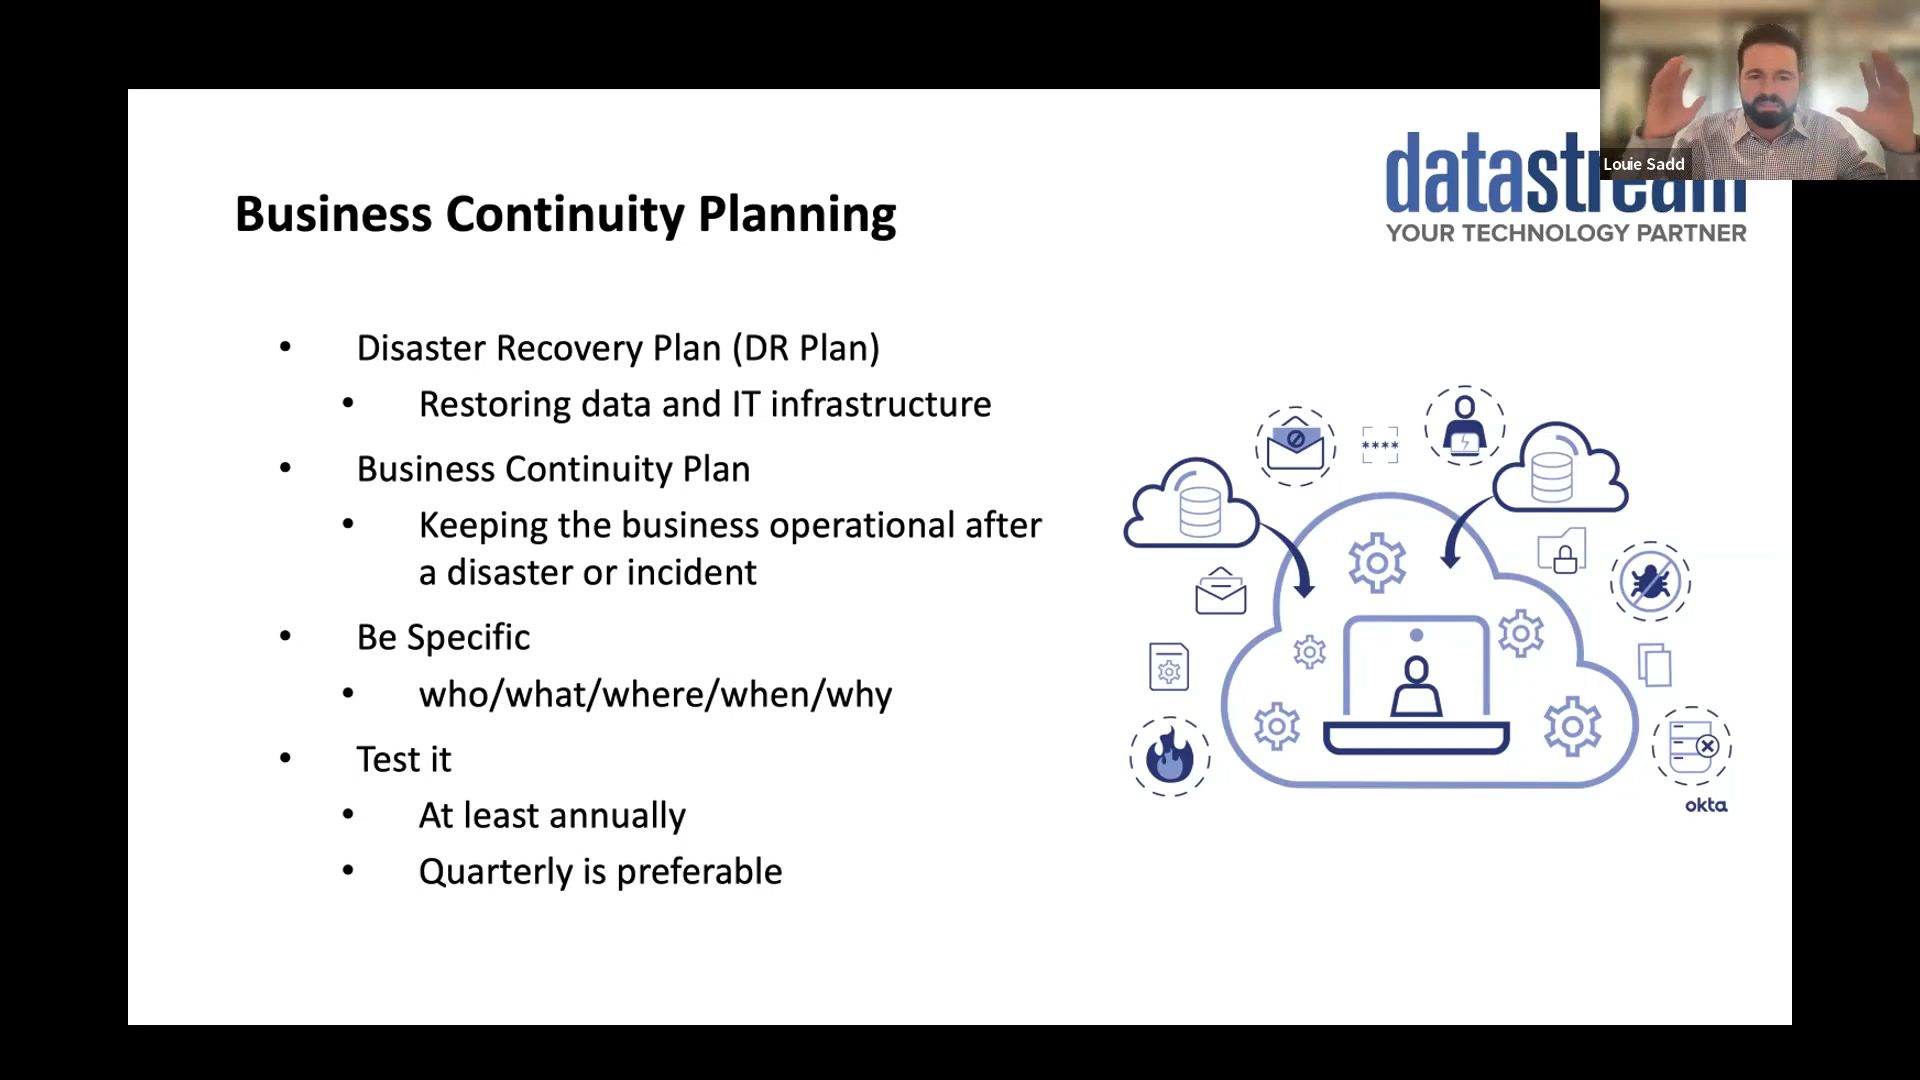 Louie Sadd
datastream
YOUR TECHNOLOGY PARTNER
Business Continuity Planning
• Disaster Recovery Plan (DR Plan)
• Restoring data and IT infrastructure
• Business Continuity Plan
• Keeping the business operational after
a disaster or incident
• Be Specific
• who/what/where/when/why
• Test it
• At least annually
• Quarterly is preferable
****
okta